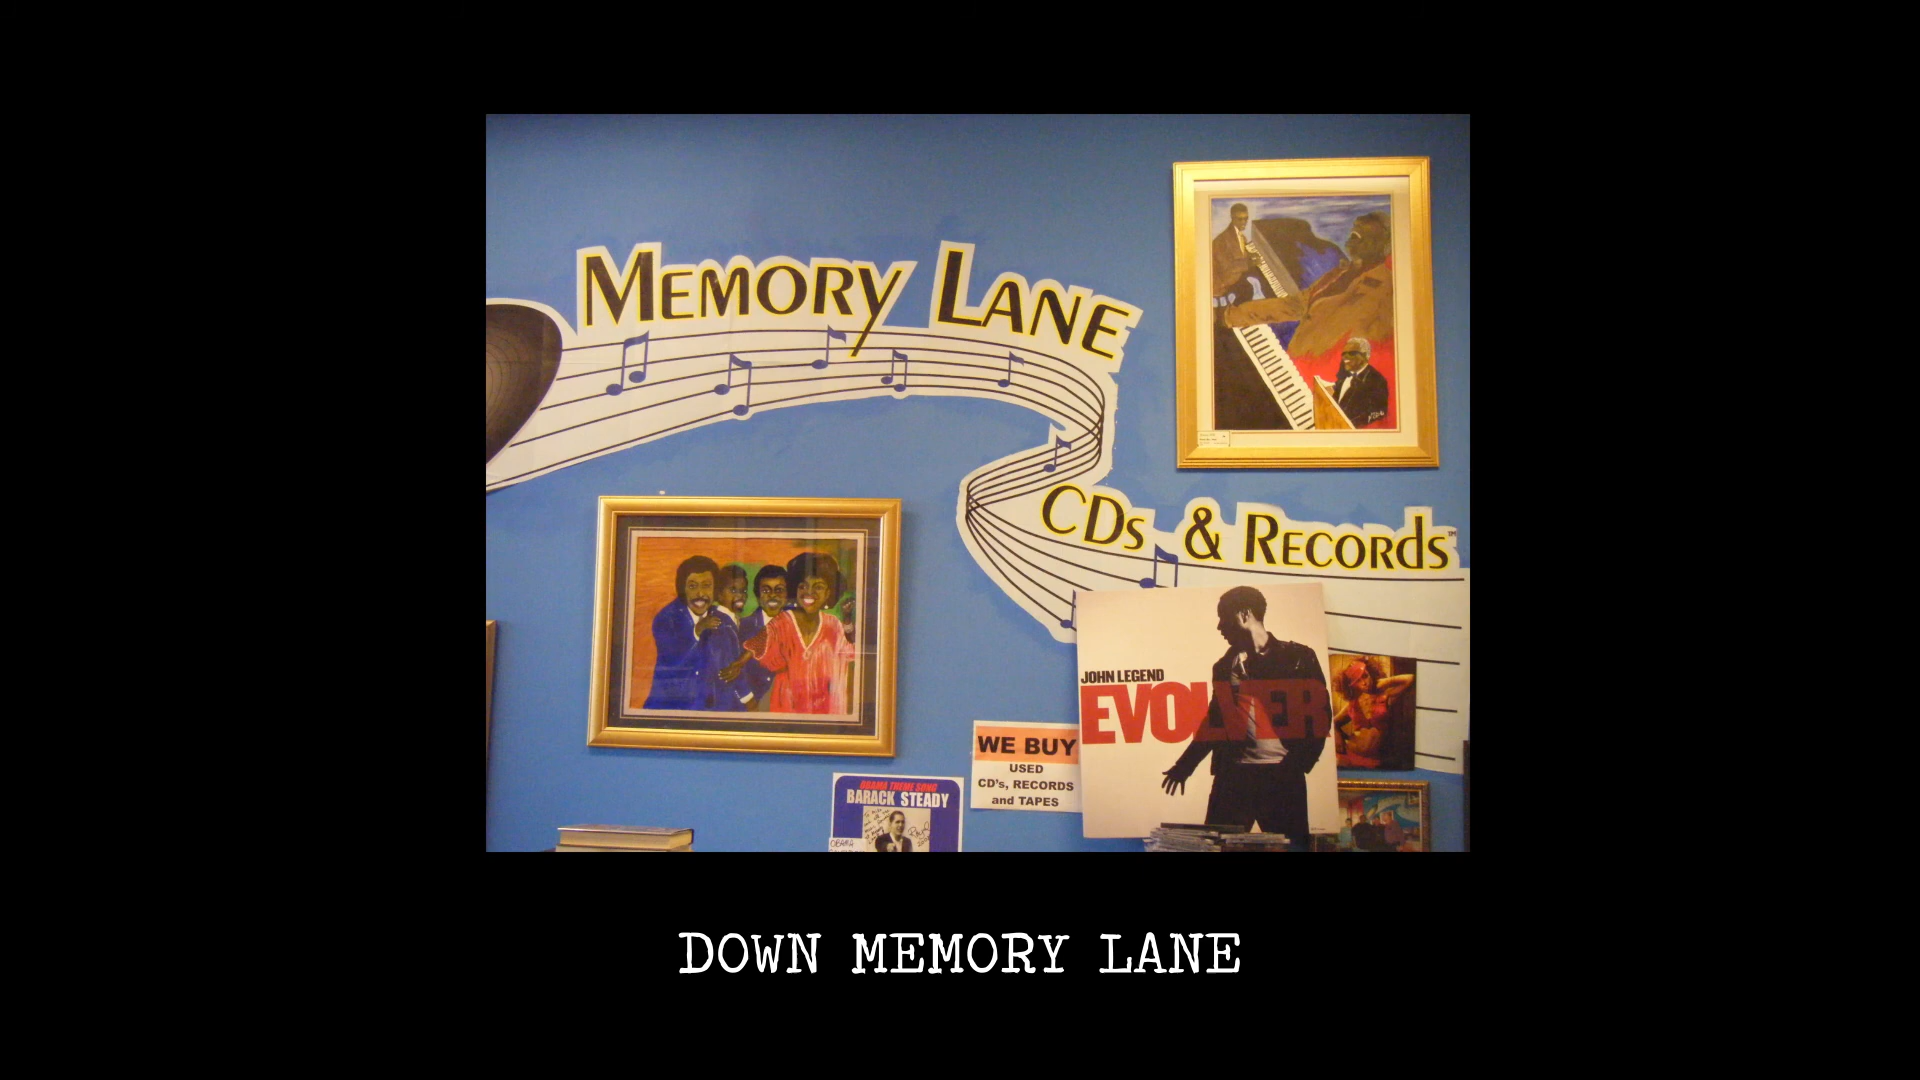 MEMORY LANE
CDs & RECORds
JOHN LEGEND
EVOLVER
WE BUY
USED
CD's, RECORDS
and TAPES
OBAMA THEME SONG
BARACK STEADY
OBAMA
DOWN MEMORY LANE